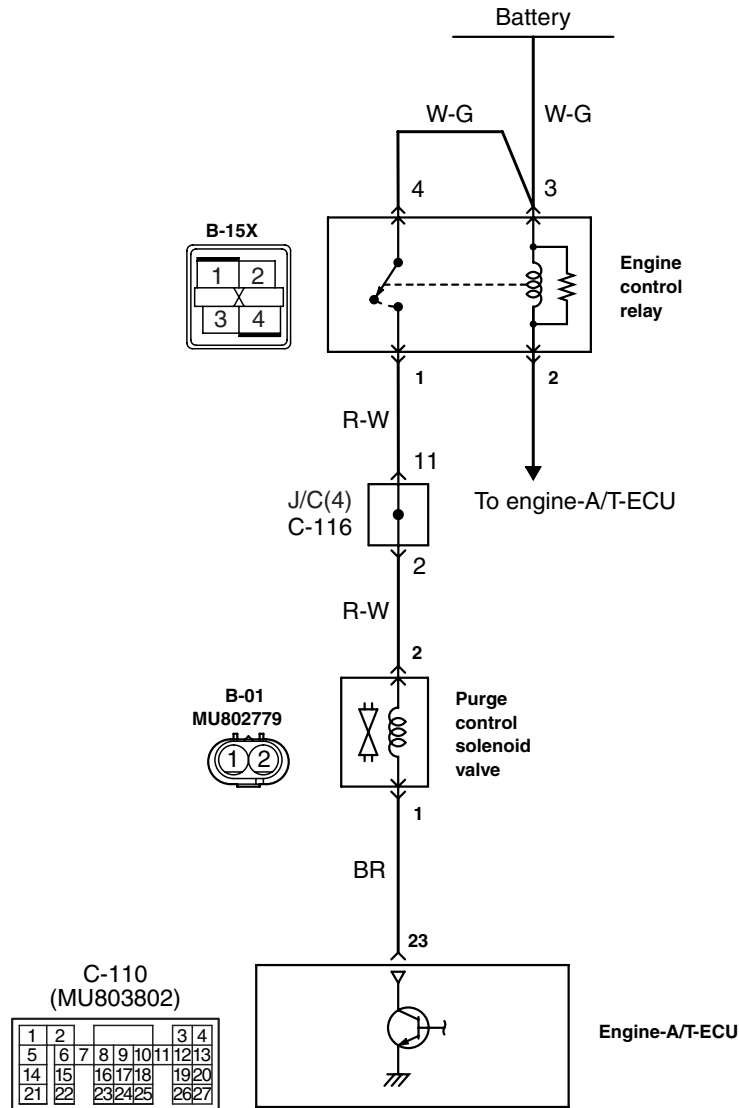 Battery
W-G W-G
4 3
B-15X
1 2
3 4
Engine
control
relay
1 2
R-W
11
J/C(4)
C-116
To engine-A/T-ECU
2
R-W
2
B-01
MU802779
1 2
Purge
control
solenoid
valve
1
BR
23
C-110
(MU803802)
1 2 3 4
5 6 7 8 9 10 11 12 13
14 15 16 17 18 19 20
21 22 23 24 25 26 27
Engine-A/T-ECU